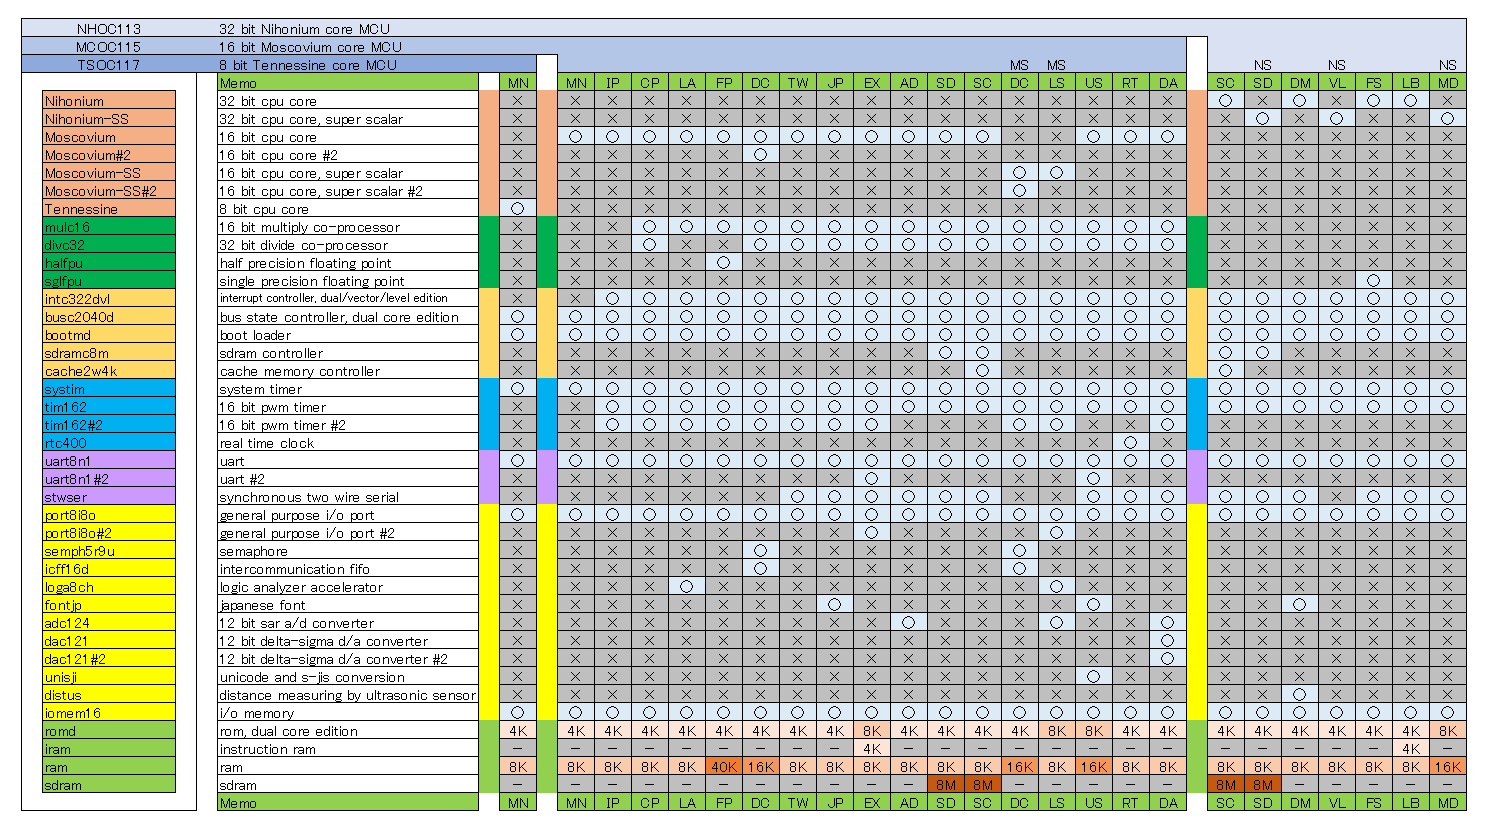 NHOC113 32 bit Nihonium core MCU
MCOC115 16 bit Moscovium core MCU
TSOC117 8 bit Tennessine core MCU MS MS NS NS NS
Memo MN MN IP CP LA FP DC TW JP EX AD SD SC DC LS US RT DA SC SD DM VL FS LB MD
Nihonium 32 bit cpu core × × × × × × × × × × × × × × × × × × ○ × ○ × ○ ○ ×
Nihonium-SS 32 bit cpu core, super scalar × × × × × × × × × × × × × × × × × × × ○ × ○ × × ○
Moscovium 16 bit cpu core × ○ ○ ○ ○ ○ ○ ○ ○ ○ ○ ○ ○ × × ○ ○ ○ × × × × × × ×
Moscovium#2 16 bit cpu core #2 × × × × × × ○ × × × × × × × × × × × × × × × × × ×
Moscovium-SS 16 bit cpu core, super scalar × × × × × × × × × × × × × ○ ○ × × × × × × × × × ×
Moscovium-SS#2 16 bit cpu core, super scalar #2 × × × × × × × × × × × × × ○ × × × × × × × × × × ×
Tennessine 8 bit cpu core ○ × × × × × × × × × × × × × × × × × × × × × × × ×
mulc16 16 bit multiply co-processor × × × ○ ○ ○ ○ ○ ○ ○ ○ ○ ○ ○ ○ ○ ○ ○ × × × × × × ×
divc32 32 bit divide co-processor × × × ○ × × ○ ○ ○ ○ ○ ○ ○ ○ ○ ○ ○ ○ × × × × × × ×
halfpu half precision floating point × × × × × ○ × × × × × × × × × × × × × × × × × × ×
sglfpu single precision floating point × × × × × × × × × × × × × × × × × × × × × × ○ × ×
intc322dvl interrupt controller, dual/vector/level edition × × ○ ○ ○ ○ ○ ○ ○ ○ ○ ○ ○ ○ ○ ○ ○ ○ ○ ○ ○ ○ ○ ○ ○
busc2040d bus state controller, dual core edition ○ ○ ○ ○ ○ ○ ○ ○ ○ ○ ○ ○ ○ ○ ○ ○ ○ ○ ○ ○ ○ ○ ○ ○ ○
bootmd boot loader ○ ○ ○ ○ ○ ○ ○ ○ ○ ○ ○ ○ ○ ○ ○ ○ ○ ○ ○ ○ ○ ○ ○ ○ ○
sdramc8m sdram controller × × × × × × × × × × × ○ ○ × × × × × ○ ○ × × × × ×
cache2w4k cache memory controller × × × × × × × × × × × × ○ × × × × × ○ × × × × × ×
systim system timer ○ ○ ○ ○ ○ ○ ○ ○ ○ ○ ○ ○ ○ ○ ○ ○ ○ ○ ○ ○ ○ ○ ○ ○ ○
tim162 16 bit pwm timer × × ○ ○ ○ ○ ○ ○ ○ ○ ○ ○ ○ ○ ○ ○ ○ ○ ○ ○ ○ ○ ○ ○ ○
tim162#2 16 bit pwm timer #2 × × ○ ○ ○ ○ ○ ○ ○ ○ × × × ○ ○ × × ○ × × × × × × ×
rtc400 real time clock × × × × × × × × × × × × × × × × ○ × × × × × × × ×
uart8n1 uart ○ ○ ○ ○ ○ ○ ○ ○ ○ ○ ○ ○ ○ ○ ○ ○ ○ ○ ○ ○ ○ ○ ○ ○ ○
uart8n1#2 uart #2 × × × × × × × × × ○ × × × × × ○ × × × × × × × × ×
stwser synchronous two wire serial × × × × × × × ○ ○ ○ ○ ○ ○ × × ○ ○ ○ ○ ○ ○ × ○ ○ ○
port8i8o general purpose i/o port ○ ○ ○ ○ ○ ○ ○ ○ ○ ○ ○ ○ ○ ○ ○ ○ ○ ○ ○ ○ ○ ○ ○ ○ ○
port8i8o#2 general purpose i/o port #2 × × × × × × × × × ○ × × × × ○ × × × × × × × × × ×
semph5r9u semaphore × × × × × × ○ × × × × × × ○ × × × × × × × × × × ×
icff16d intercommunication fifo × × × × × × ○ × × × × × × ○ × × × × × × × × × × ×
loga8ch logic analyzer accelerator × × × × ○ × × × × × × × × × ○ × × × × × × × × × ×
fontjp japanese font × × × × × × × × ○ × × × × × × ○ × × × × ○ × × × ×
adc124 12 bit sar a/d converter × × × × × × × × × × ○ × × × ○ × × ○ × × × × × × ×
dac121 12 bit delta-sigma d/a converter × × × × × × × × × × × × × × × × × ○ × × × × × × ×
dac121#2 12 bit delta-sigma d/a converter #2 × × × × × × × × × × × × × × × × × ○ × × × × × × ×
unisji unicode and s-jis conversion × × × × × × × × × × × × × × × ○ × × × × × × × × ×
distus distance measuring by ultrasonic sensor × × × × × × × × × × × × × × × × × × × × ○ × × × ×
iomem16 i/o memory ○ ○ ○ ○ ○ ○ ○ ○ ○ ○ ○ ○ ○ ○ ○ ○ ○ ○ ○ ○ ○ ○ ○ ○ ○
romd rom, dual core edition 4K 4K 4K 4K 4K 4K 4K 4K 4K 8K 4K 4K 4K 4K 8K 8K 4K 4K 4K 4K 4K 4K 4K 4K 8K
iram instruction ram − − − − − − − − − 4K − − − − − − − − − − − − − 4K −
ram ram 8K 8K 8K 8K 8K 40K 16K 8K 8K 8K 8K 8K 8K 16K 8K 16K 8K 8K 8K 8K 8K 8K 8K 8K 16K
sdram sdram − − − − − − − − − − − 8M 8M − − − − − 8M 8M − − − − −
Memo MN MN IP CP LA FP DC TW JP EX AD SD SC DC LS US RT DA SC SD DM VL FS LB MD